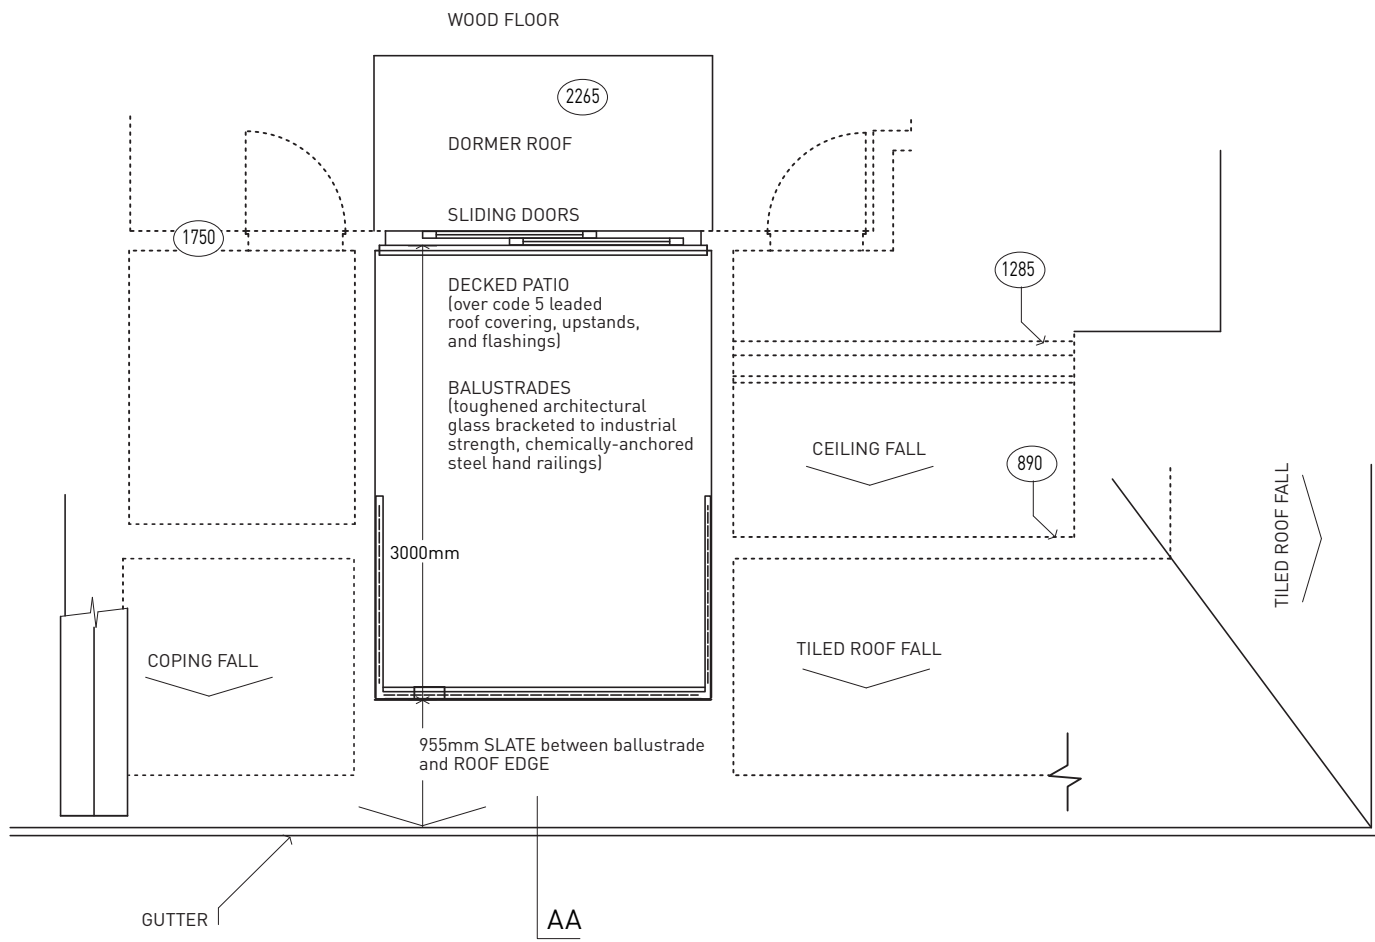 WOOD FLOOR
2265
DORMER ROOF
SLIDING DOORS
1750
DECKED PATIO
(over code 5 leaded
roof covering, upstands,
and flashings)
1285
BALUSTRADES
(toughened architectural
glass bracketed to industrial
strength, chemically-anchored
steel hand railings)
CEILING FALL
890
TILED ROOF FALL
3000mm
COPING FALL
TILED ROOF FALL
955mm SLATE between ballustrade
and ROOF EDGE
GUTTER
AA